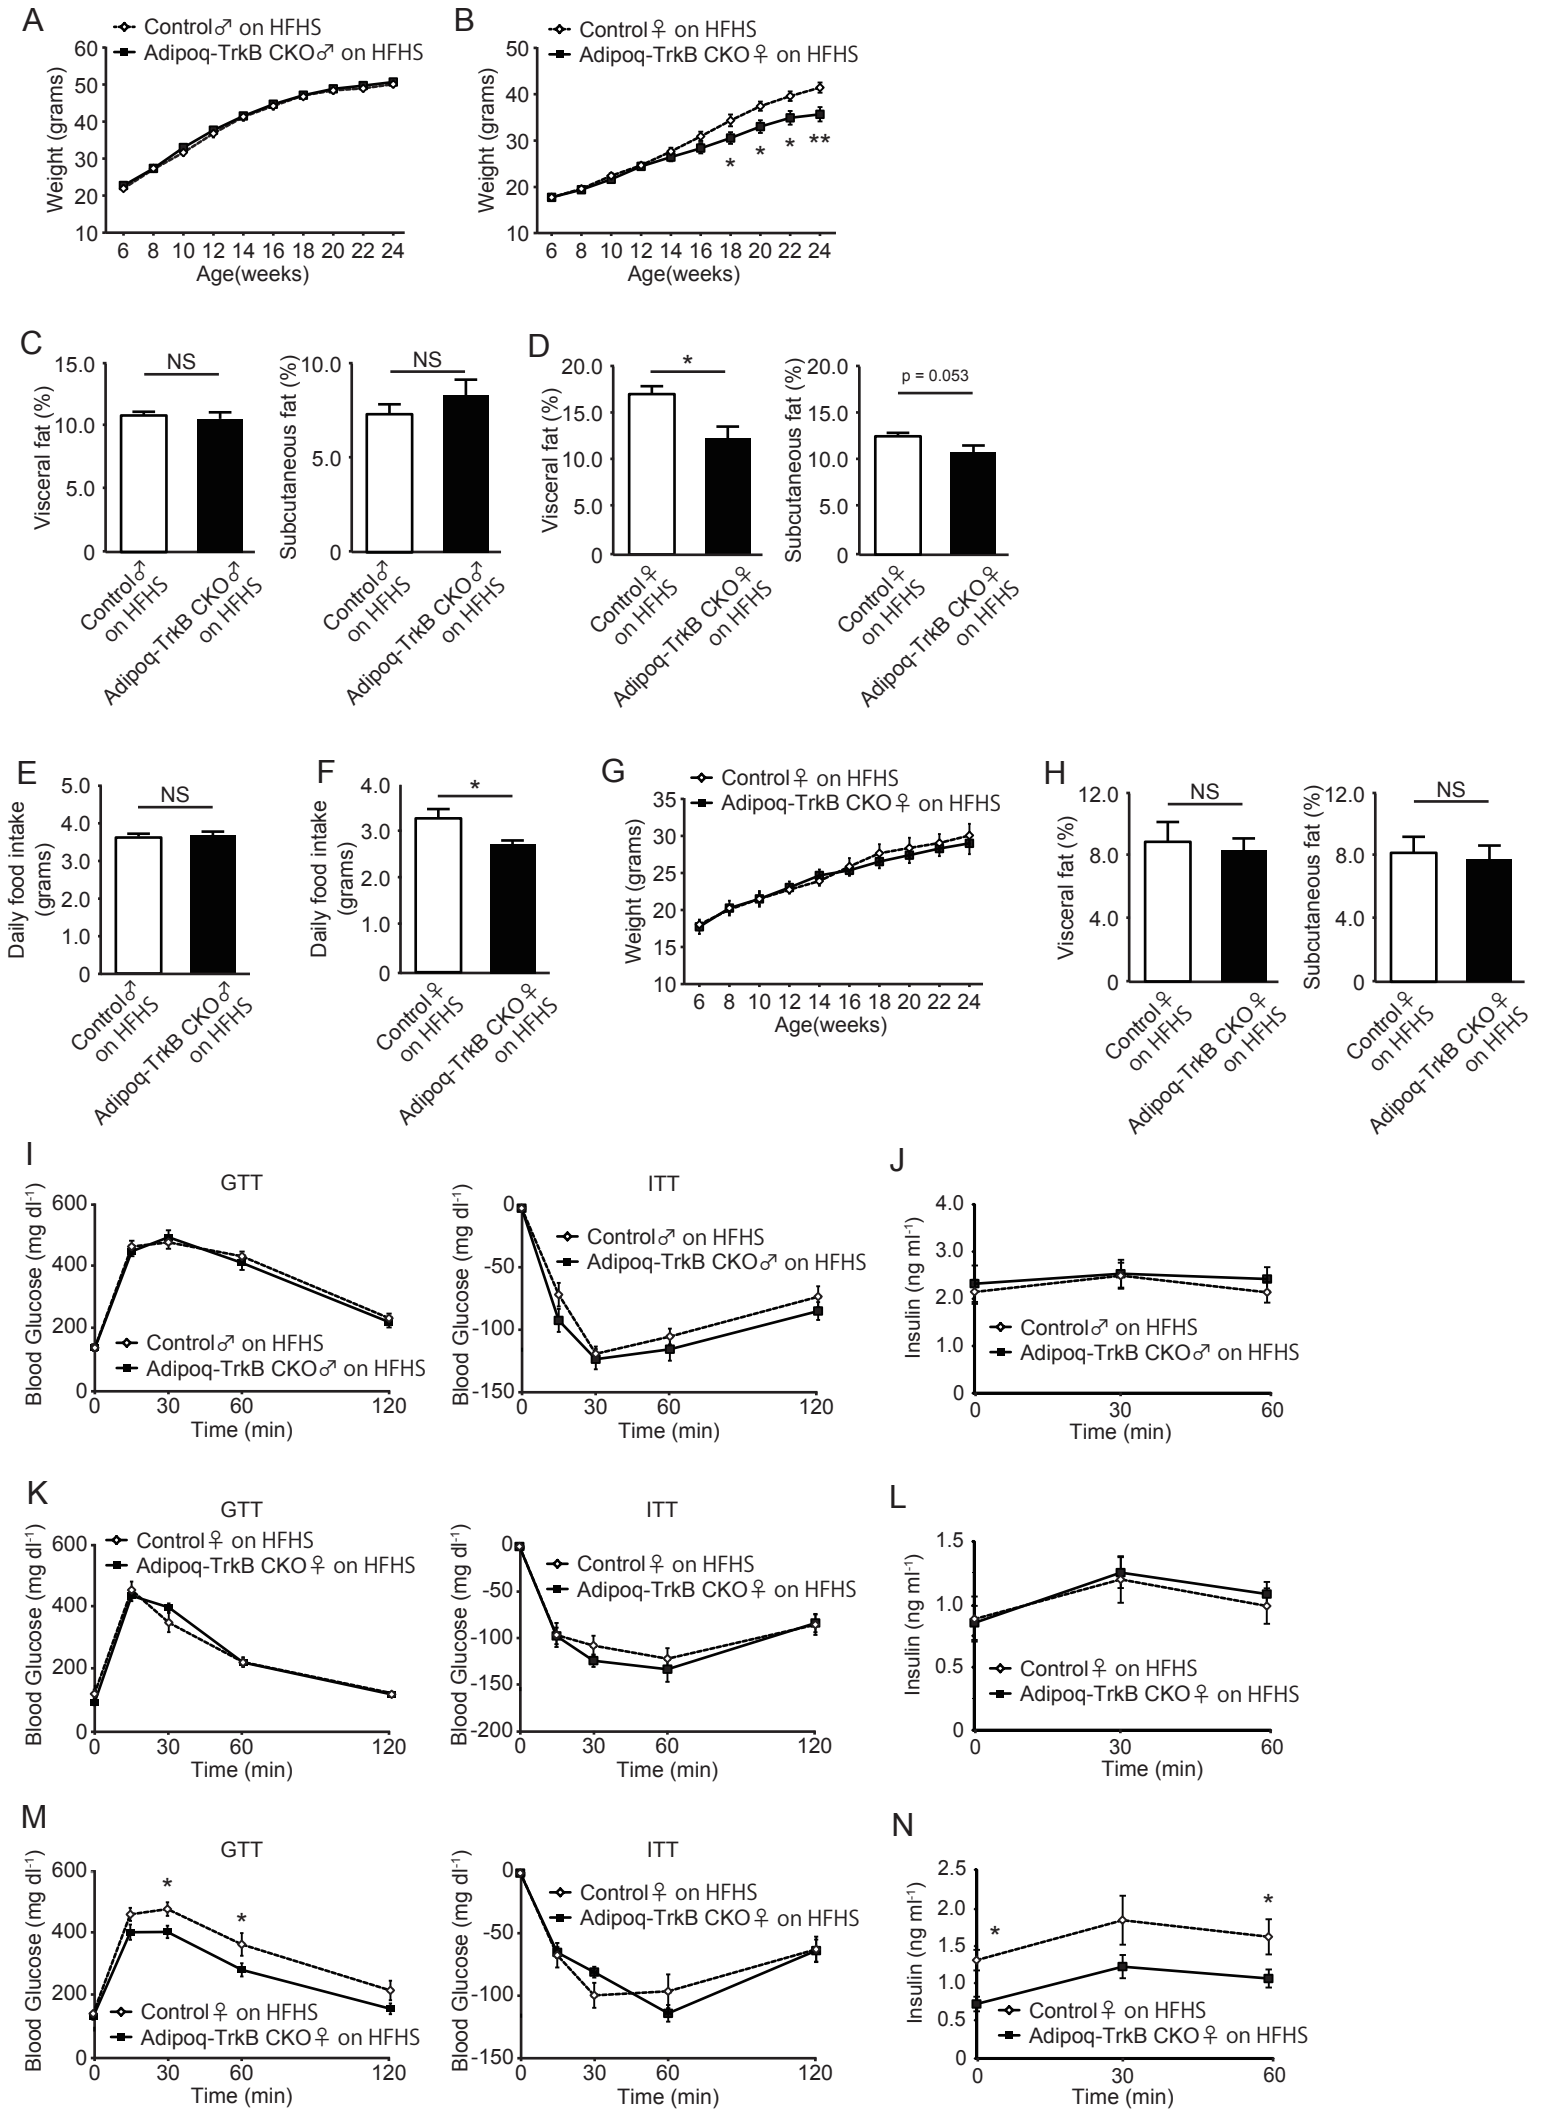 A
Control♂ on HFHS
Adipoq-TrkB CKO♂ on HFHS
Weight (grams)
60
50
40
30
20
10
6 8 10 12 14 16 18 20 22 24
Age(weeks)
B
Control♀ on HFHS
Adipoq-TrkB CKO♀ on HFHS
Weight (grams)
50
40
30
20
10
* * * **
6 8 10 12 14 16 18 20 22 24
Age(weeks)
C
Visceral fat (%)
15.0
10.0
5.0
0
NS
Control♂
on HFHS
Adipoq-TrkB CKO♂
on HFHS
Subcutaneous fat (%)
10.0
5.0
0
NS
Control♂
on HFHS
Adipoq-TrkB CKO♂
on HFHS
D
Visceral fat (%)
20.0
15.0
10.0
5.0
0
*
Control♀
on HFHS
Adipoq-TrkB CKO♀
on HFHS
Subcutaneous fat (%)
20.0
15.0
10.0
5.0
0
p = 0.053
Control♀
on HFHS
Adipoq-TrkB CKO♀
on HFHS
E
Daily food intake
(grams)
5.0
4.0
3.0
2.0
1.0
0
NS
Control♂
on HFHS
Adipoq-TrkB CKO♂
on HFHS
F
Daily food intake
(grams)
4.0
3.0
2.0
1.0
0
*
Control♀
on HFHS
Adipoq-TrkB CKO♀
on HFHS
G
Control♀ on HFHS
Adipoq-TrkB CKO♀ on HFHS
Weight (grams)
35
30
25
20
15
10
6 8 10 12 14 16 18 20 22 24
Age(weeks)
H
Visceral fat (%)
12.0
8.0
4.0
0
NS
Control♀
on HFHS
Adipoq-TrkB CKO♀
on HFHS
Subcutaneous fat (%)
12.0
8.0
4.0
0
NS
Control♀
on HFHS
Adipoq-TrkB CKO♀
on HFHS
I
GTT
Blood Glucose (mg dl-1)
600
400
200
0
Control♂ on HFHS
Adipoq-TrkB CKO♂ on HFHS
0 30 60 120
Time (min)
ITT
Blood Glucose (mg dl-1)
0
-50
-100
-150
Control♂ on HFHS
Adipoq-TrkB CKO♂ on HFHS
0 30 60 120
Time (min)
J
Insulin (ng ml-1)
4.0
3.0
2.0
1.0
0
Control♂ on HFHS
Adipoq-TrkB CKO♂ on HFHS
0 30 60
Time (min)
K
GTT
Control♀ on HFHS
Adipoq-TrkB CKO♀ on HFHS
Blood Glucose (mg dl-1)
600
400
200
0
0 30 60 120
Time (min)
ITT
Blood Glucose (mg dl-1)
0
-50
-100
-150
-200
Control♀ on HFHS
Adipoq-TrkB CKO♀ on HFHS
0 30 60 120
Time (min)
L
Insulin (ng ml-1)
1.5
1.0
0.5
0
Control♀ on HFHS
Adipoq-TrkB CKO♀ on HFHS
0 30 60
Time (min)
M
GTT
Blood Glucose (mg dl-1)
600
400
200
0
* *
Control♀ on HFHS
Adipoq-TrkB CKO♀ on HFHS
0 30 60 120
Time (min)
ITT
Blood Glucose (mg dl-1)
0
-50
-100
-150
Control♀ on HFHS
Adipoq-TrkB CKO♀ on HFHS
0 30 60 120
Time (min)
N
Insulin (ng ml-1)
2.5
2.0
1.5
1.0
0.5
0
* *
Control♀ on HFHS
Adipoq-TrkB CKO♀ on HFHS
0 30 60
Time (min)